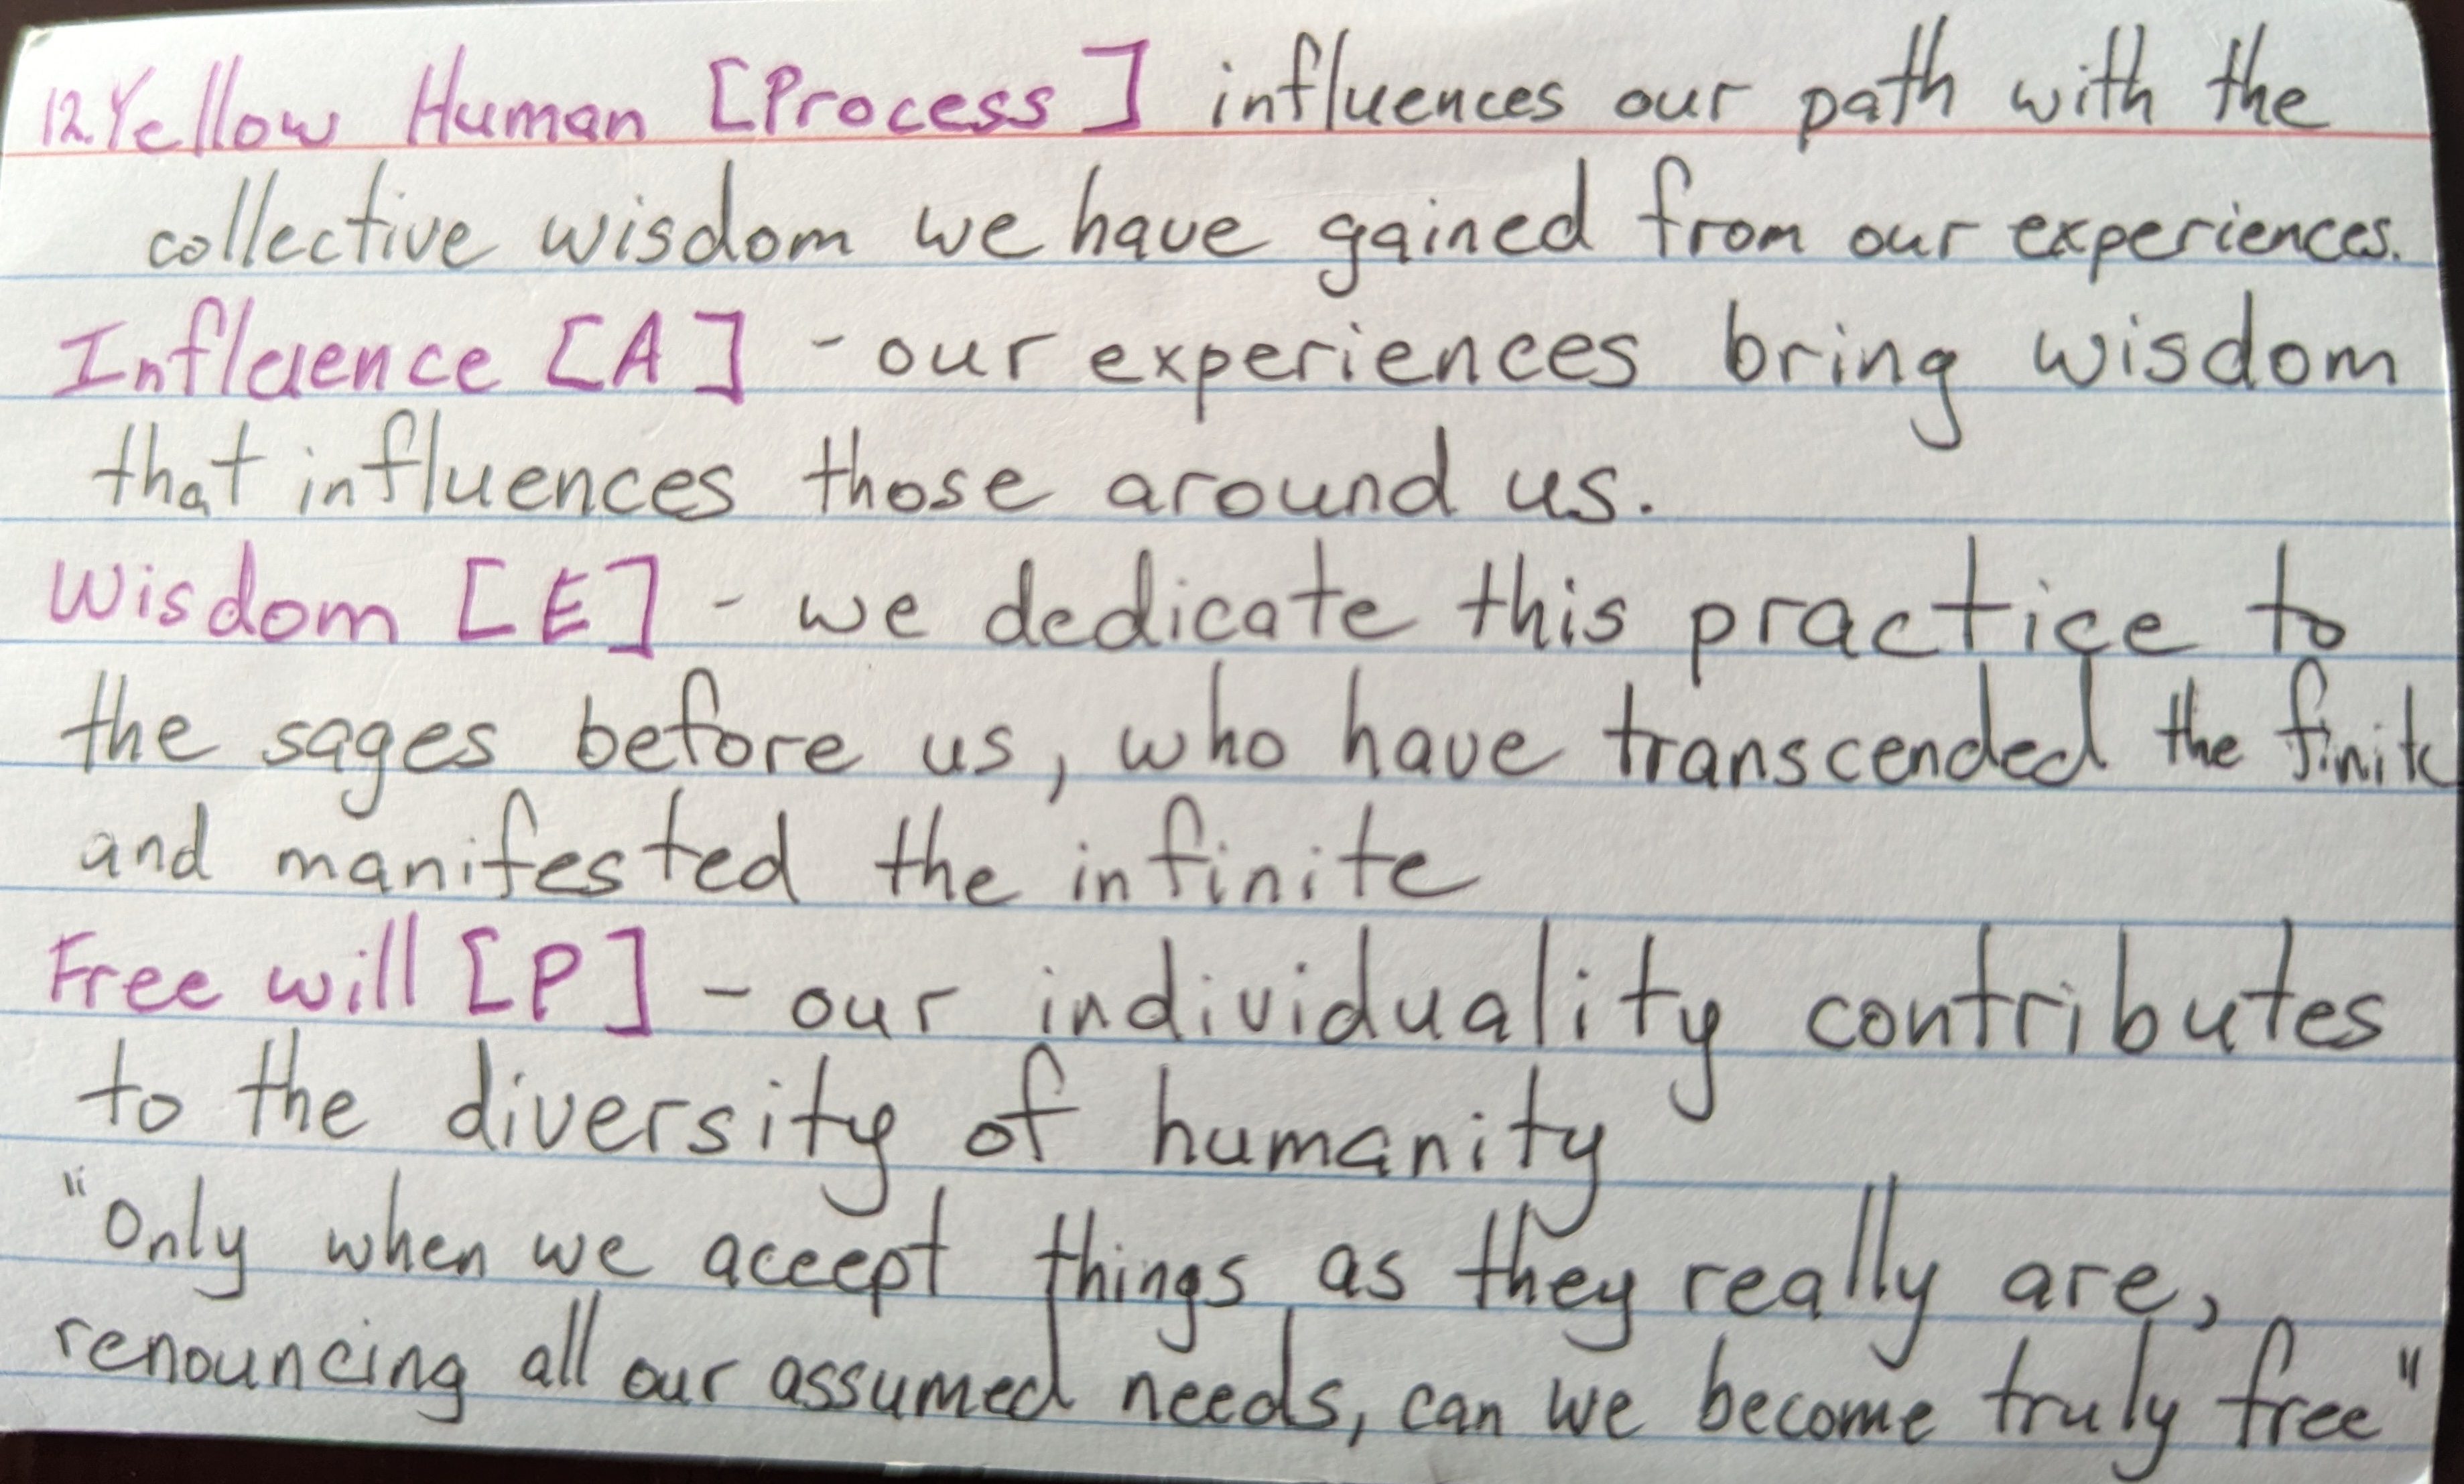 12. Yellow Human [Process] influences our path with the
collective wisdom we have gained from our experiences.
Influence [A] - our experiences bring wisdom
that influences those around us.
Wisdom [E] - we dedicate this practice to
the sages before us, who have transcended the finite
and manifested the infinite
Free will [P] - our individuality contributes
to the diversity of humanity
"Only when we accept things as they really are,
renouncing all our assumed needs, can we become truly free"